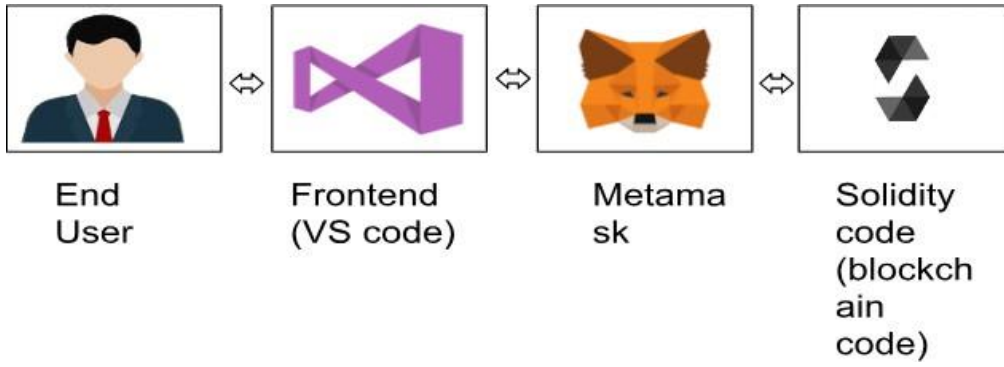 End
User
Frontend
(VS code)
Metama
sk
Solidity
code
(blockch
ain
code)